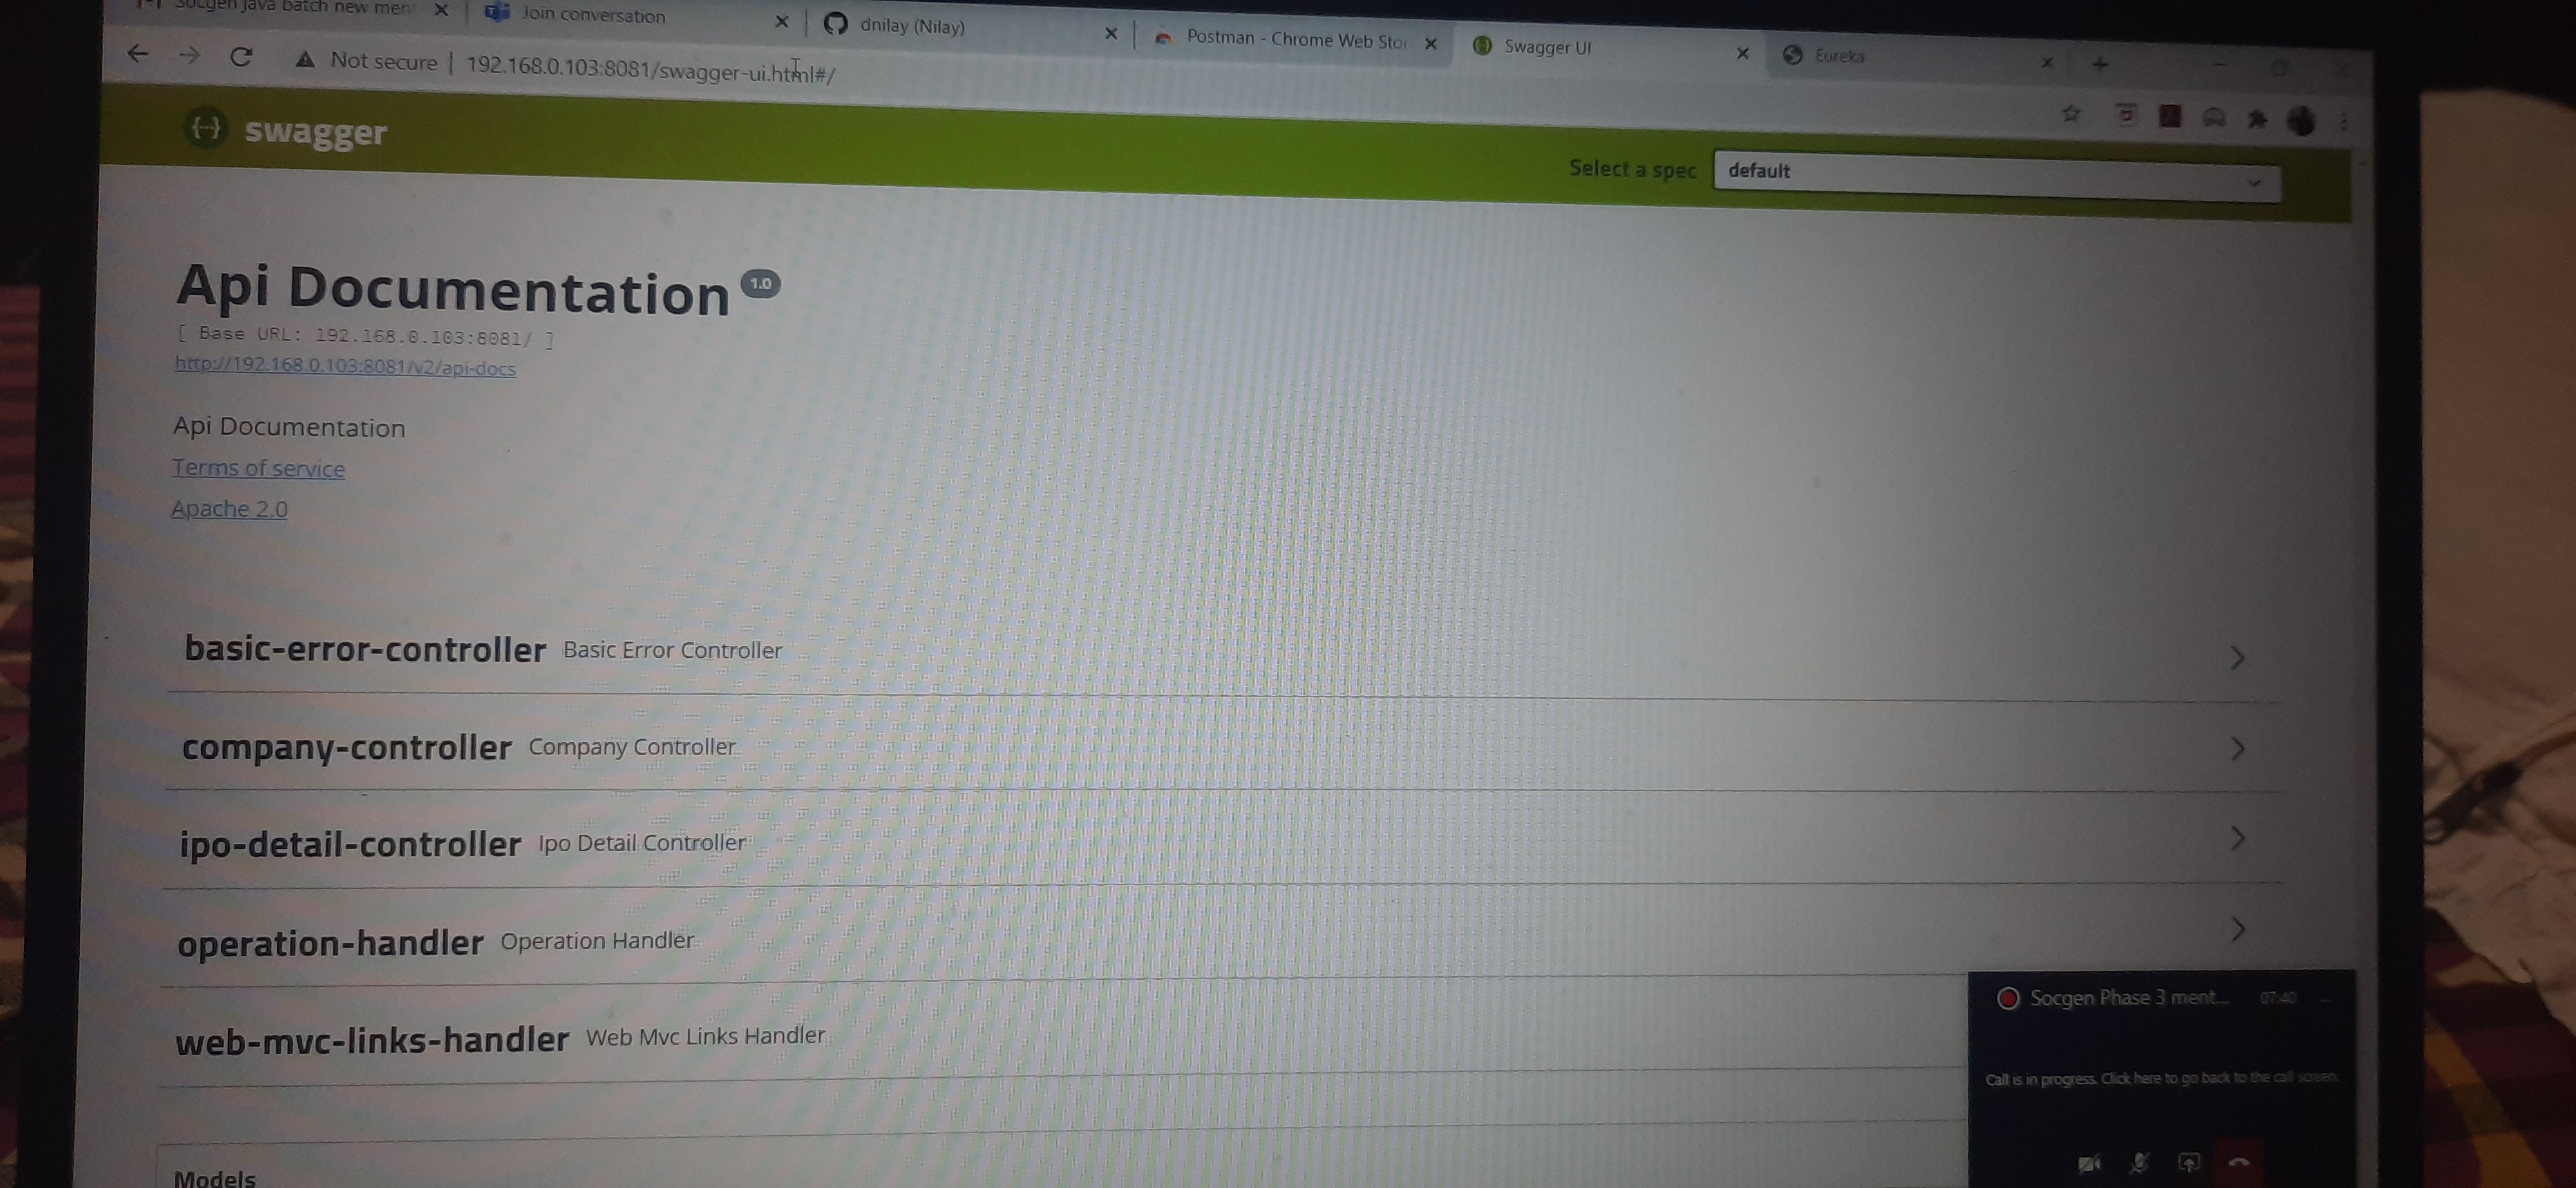 Socgen Java batch new men
Join conversation
dnilay (Nilay)
Postman - Chrome Web Stor
Swagger UI
Eureka
Not secure | 192.168.0.103:8081/swagger-ui.html#/
{···} swagger
Select a spec
default
Api Documentation 1.0
[ Base URL: 192.168.0.103:8081/ ]
http://192.168.0.103:8081/v2/api-docs
Api Documentation
Terms of service
Apache 2.0
basic-error-controller Basic Error Controller
company-controller Company Controller
ipo-detail-controller Ipo Detail Controller
operation-handler Operation Handler
web-mvc-links-handler Web Mvc Links Handler
Models
Socgen Phase 3 ment... 07:40
Call is in progress. Click here to go back to the call screen.